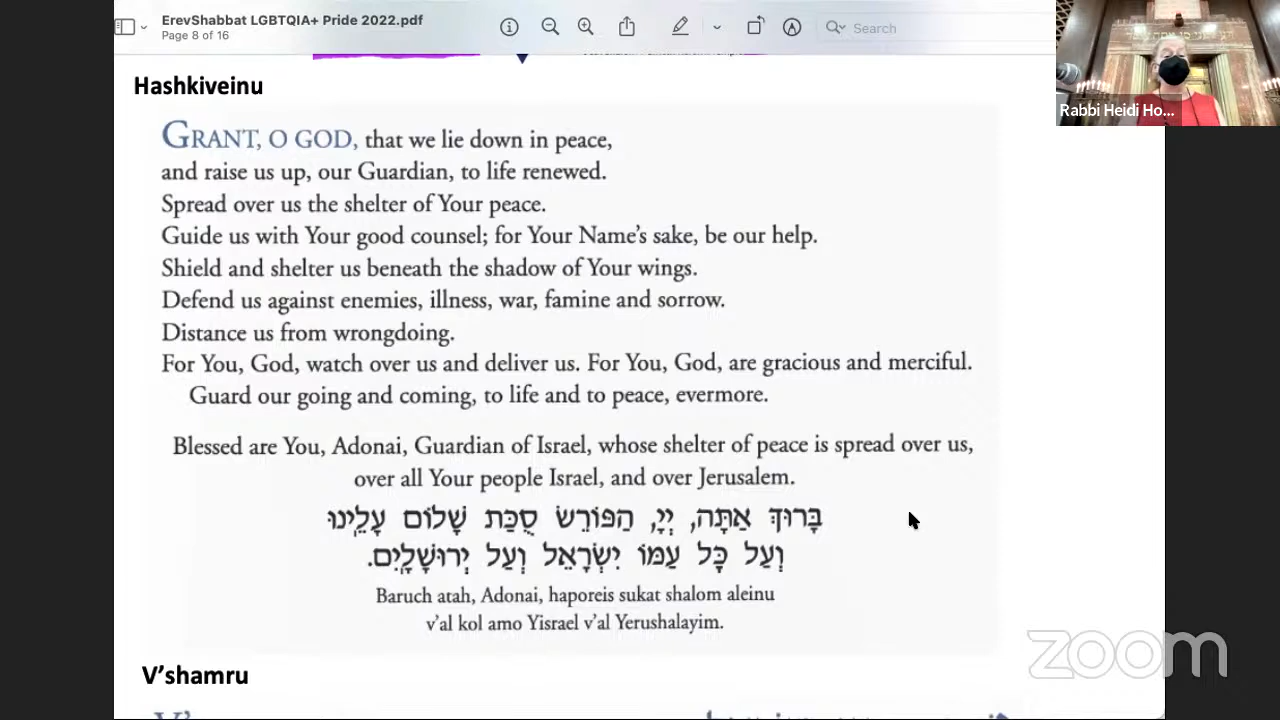 ErevShabbat LGBTQIA+ Pride 2022.pdf
Page 8 of 16
Search
Rabbi Heidi Ho...
Hashkiveinu
GRANT, O GOD, that we lie down in peace,
and raise us up, our Guardian, to life renewed.
Spread over us the shelter of Your peace.
Guide us with Your good counsel; for Your Name's sake, be our help.
Shield and shelter us beneath the shadow of Your wings.
Defend us against enemies, illness, war, famine and sorrow.
Distance us from wrongdoing.
For You, God, watch over us and deliver us. For You, God, are gracious and merciful.
Guard our going and coming, to life and to peace, evermore.
Blessed are You, Adonai, Guardian of Israel, whose shelter of peace is spread over us,
over all Your people Israel, and over Jerusalem.
בָּרוּךְ אַתָּה, יְיָ, הַפּוֹרֵשׂ סֻכַּת שָׁלוֹם עָלֵֽינוּ
וְעַל כָּל עַמּוֹ יִשְׂרָאֵל וְעַל יְרוּשָׁלָֽיִם.
Baruch atah, Adonai, haporeis sukat shalom aleinu
v'al kol amo Yisrael v'al Yerushalayim.
V'shamru
zoom